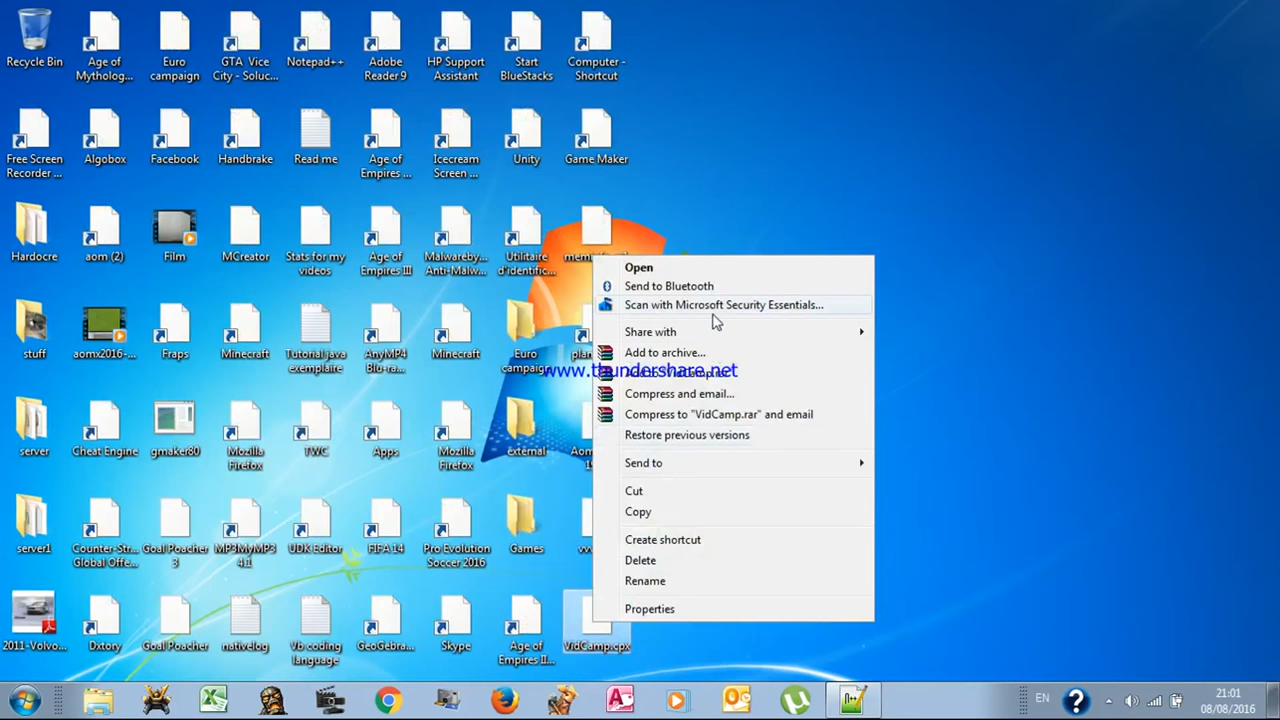 Recycle Bin
Age of
Mytholog...
Euro
campaign
GTA Vice
City - Soluc...
Notepad++
Adobe
Reader 9
HP Support
Assistant
Start
BlueStacks
Computer -
Shortcut
Free Screen
Recorder ...
Algobox
Facebook
Handbrake
Read me
Age of
Empires ...
Icecream
Screen ...
Unity
Game Maker
Hardocre
aom (2)
Film
MCreator
Stats for my
videos
Age of
Empires III
Malwareby...
Anti-Malw...
Utilitaire
d'identific...
stuff
aomx2016-...
Fraps
Minecraft
Tutorial java
exemplaire
AnyMP4
Blu-ra...
Minecraft
Euro
campaign...
server
Cheat Engine
gmaker80
Mozilla
Firefox
TWC
Apps
Mozilla
Firefox
external
server1
Counter-Str...
Global Offe...
Goal Poacher
3
MP3MyMP3
4.1
UDK Editor
FIFA 14
Pro Evolution
Soccer 2016
Games
2011-Volvo...
Dxtory
Goal Poacher
nativelog
Vb coding
language
GeoGebra...
Skype
Age of
Empires II...
VidCamp.cpx
Open
Send to Bluetooth
Scan with Microsoft Security Essentials...
Share with
Add to archive...
www.thundershare.net
Compress and email...
Compress to "VidCamp.rar" and email
Restore previous versions
Send to
Cut
Copy
Create shortcut
Delete
Rename
Properties
EN
21:01
08/08/2016